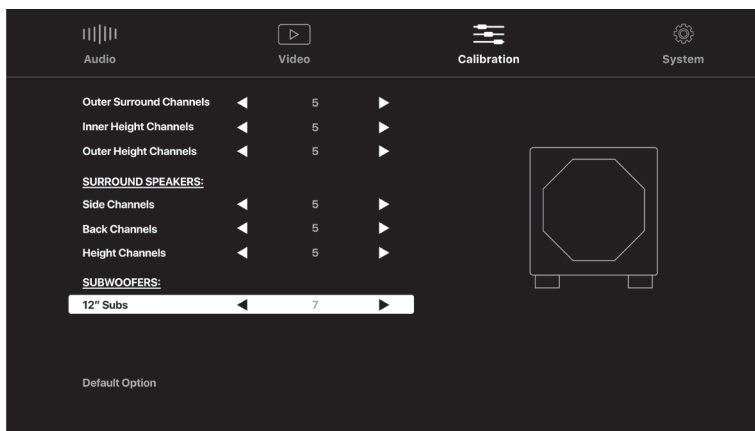 Audio
Video
Calibration
System
Outer Surround Channels 5
Inner Height Channels 5
Outer Height Channels 5
SURROUND SPEAKERS:
Side Channels 5
Back Channels 5
Height Channels 5
SUBWOOFERS:
12″ Subs 7
Default Option